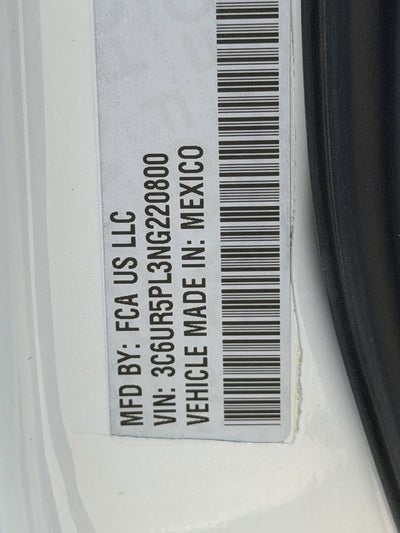 MFD BY: FCA US LLC
VIN: 3C6UR5PL3NG220800
VEHICLE MADE IN: MEXICO